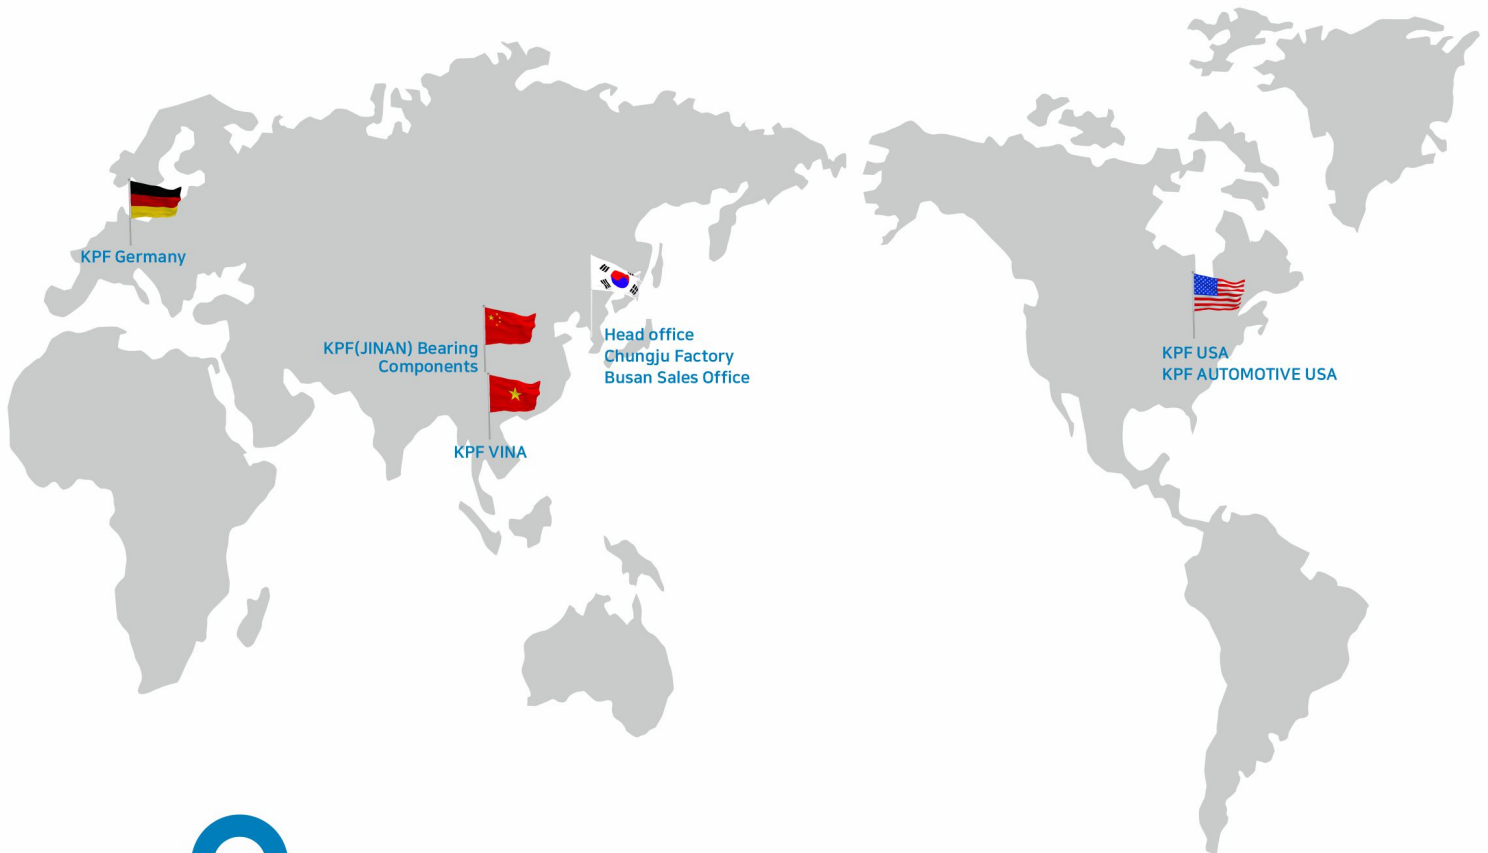 KPF Germany
KPF(JINAN) Bearing
Components
Head office
Chungju Factory
Busan Sales Office
KPF VINA
KPF USA
KPF AUTOMOTIVE USA